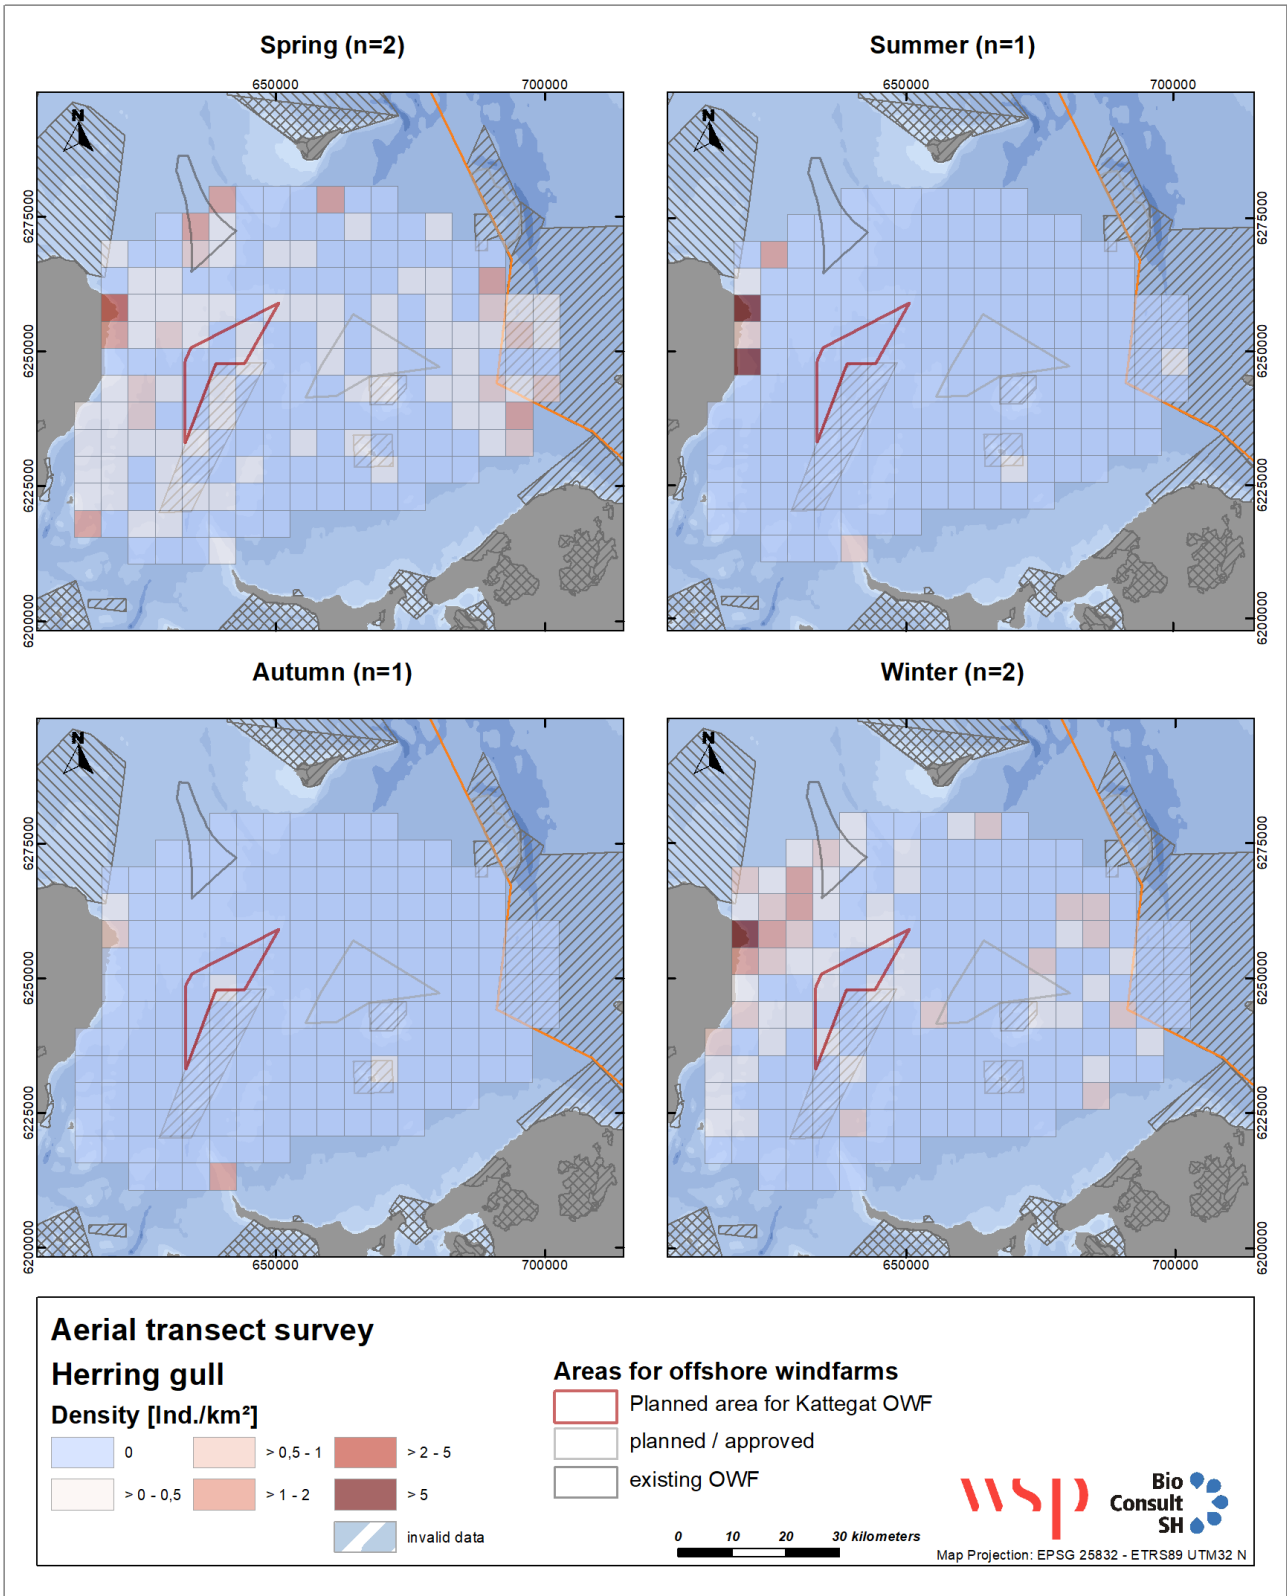 Spring (n=2)
Summer (n=1)
650000
700000
650000
700000
N
N
6275000
6250000
6225000
6200000
6275000
6250000
6225000
6200000
Autumn (n=1)
Winter (n=2)
N
N
6275000
6250000
6225000
6200000
6275000
6250000
6225000
6200000
650000
700000
650000
700000
Aerial transect survey
Herring gull
Density [Ind./km²]
0
> 0 - 0,5
> 0,5 - 1
> 1 - 2
> 2 - 5
> 5
invalid data
Areas for offshore windfarms
Planned area for Kattegat OWF
planned / approved
existing OWF
0 10 20 30 kilometers
wsp
Bio
Consult
SH
Map Projection: EPSG 25832 - ETRS89 UTM32 N